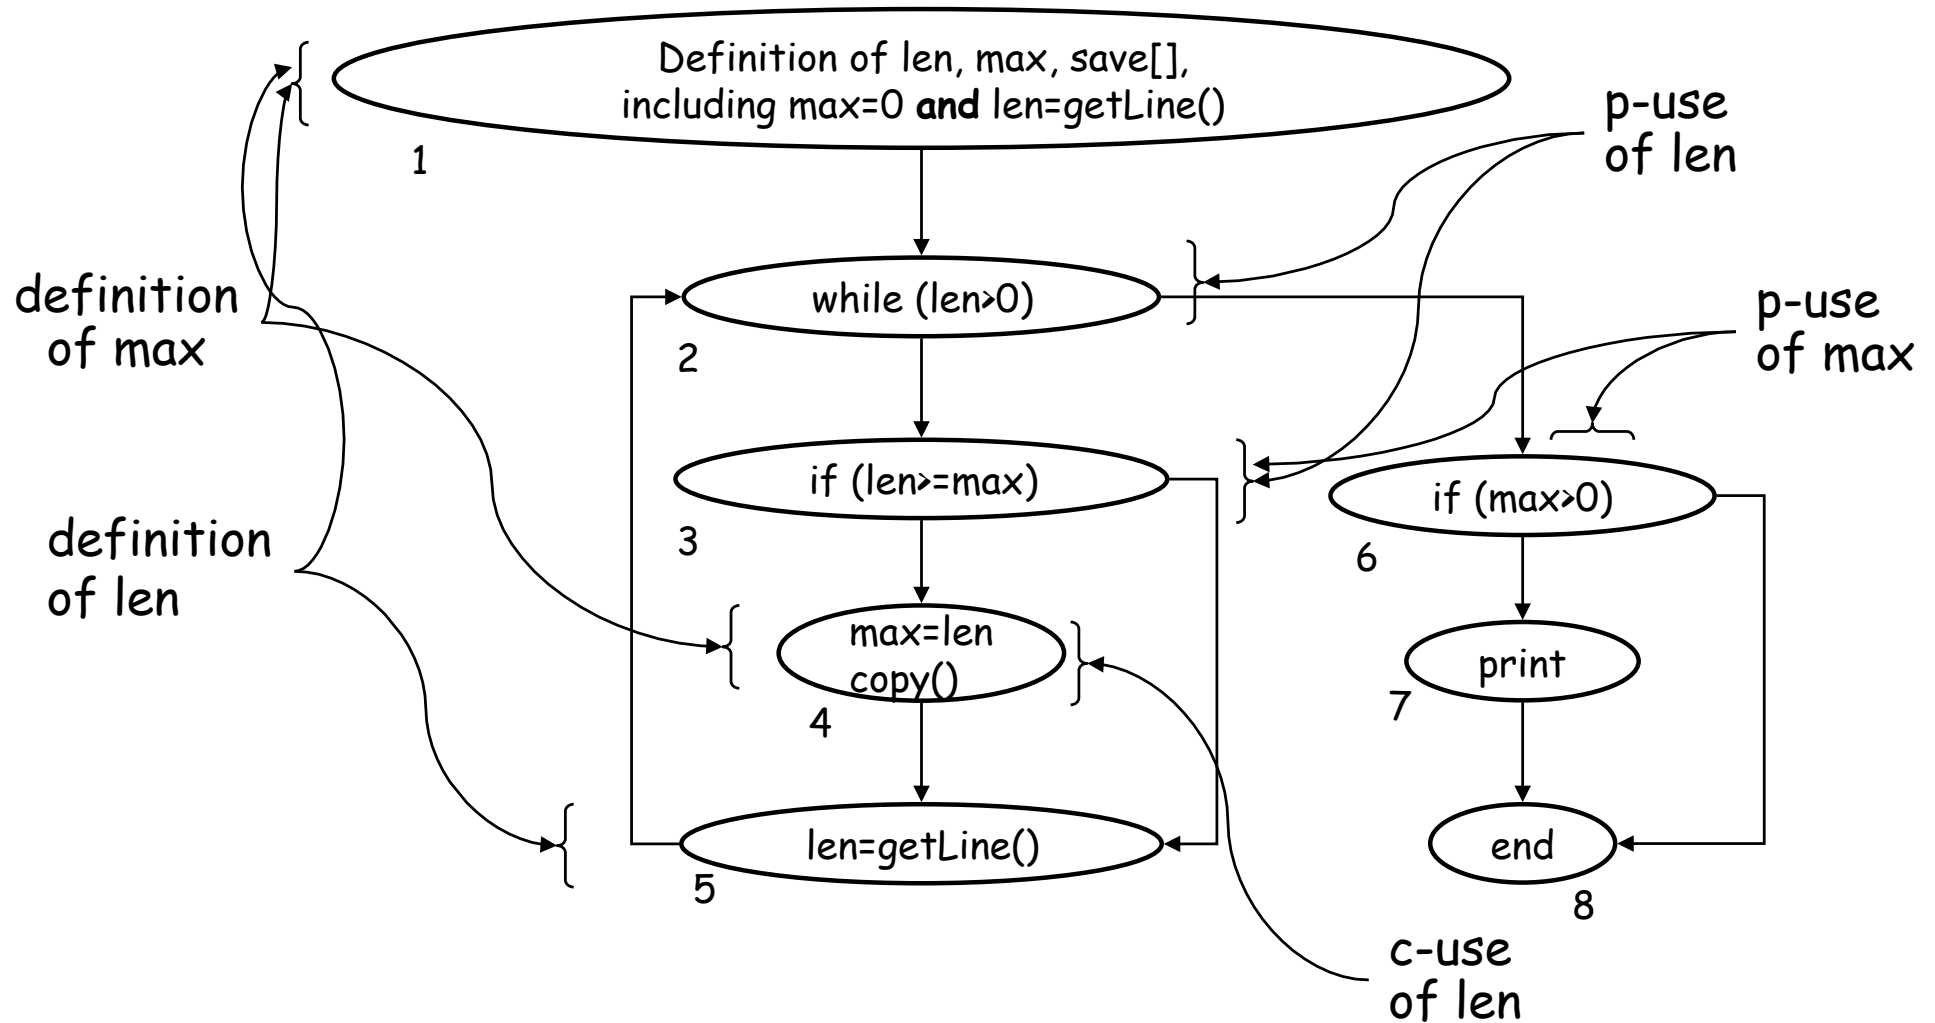 Definition of len, max, save[],
including max=0 and len=getLine()
1
p-use
of len
definition
of max
while (len>0)
2
p-use
of max
if (len>=max)
3
if (max>0)
6
definition
of len
max=len
copy()
4
print
7
len=getLine()
5
end
8
c-use
of len